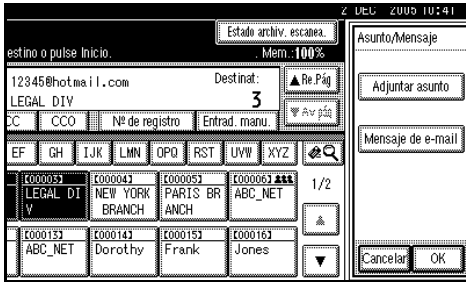 2 DEC 2005 10:41
Estado archiv. escanea.
Asunto/Mensaje
estino o pulse Inicio.
Mem.:100%
12345@hotmail.com
Destinat:
▲Re.Pág
Adjuntar asunto
LEGAL DIV
3
▼Av pág
CC
CCO
Nº de registro
Entrad. manu.
Mensaje de e-mail
EF
GH
IJK
LMN
OPQ
RST
UVW
XYZ
[00003]
[00004]
[00005]
[00006]
1/2
LEGAL DI
NEW YORK
PARIS BR
ABC_NET
V
BRANCH
ANCH
[00013]
[00014]
[00015]
[00016]
ABC_NET
Dorothy
Frank
Jones
▼
Cancelar
OK